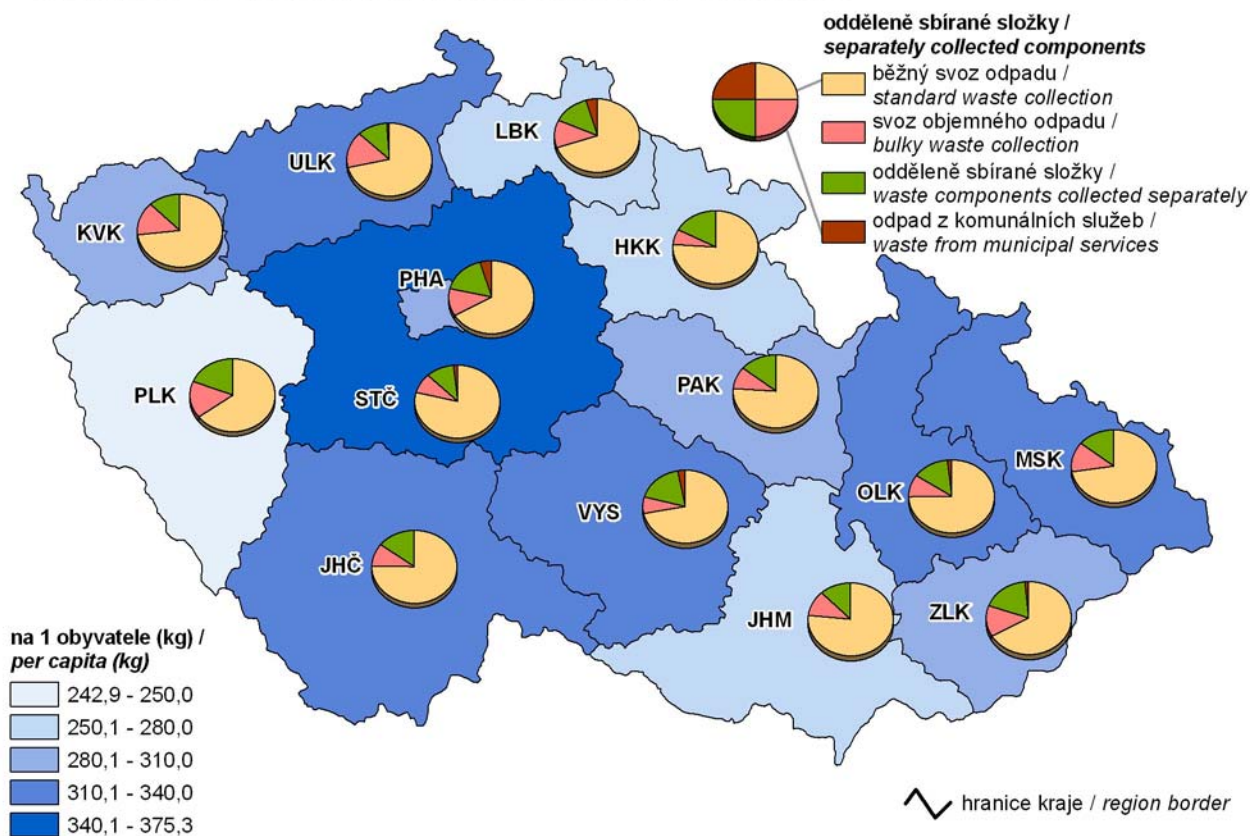 odděleně sbírané složky /
separately collected components
běžný svoz odpadu /
standard waste collection
svoz objemného odpadu /
bulky waste collection
odděleně sbírané složky /
waste components collected separately
odpad z komunálních služeb /
waste from municipal services
LBK
ULK
KVK
HKK
PHA
PLK
STČ
PAK
MSK
OLK
VYS
JHČ
JHM
ZLK
na 1 obyvatele (kg) /
per capita (kg)
242,9 - 250,0
250,1 - 280,0
280,1 - 310,0
310,1 - 340,0
340,1 - 375,3
hranice kraje / region border